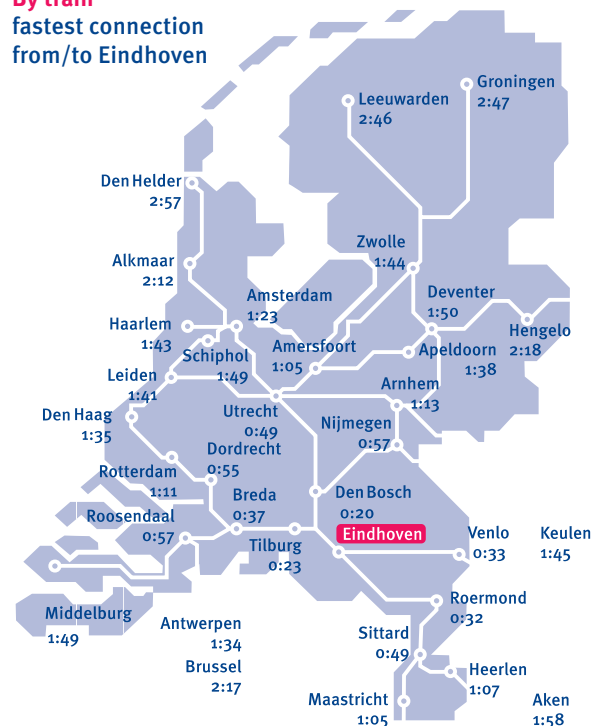 By train
fastest connection
from/to Eindhoven
Groningen
2:47
Leeuwarden
2:46
Den Helder
2:57
Zwolle
1:44
Alkmaar
2:12
Deventer
1:50
Amsterdam
1:23
Haarlem
1:43
Hengelo
2:18
Schiphol
1:49
Amersfoort
1:05
Apeldoorn
1:38
Leiden
1:41
Arnhem
1:13
Utrecht
0:49
Den Haag
1:35
Nijmegen
0:57
Dordrecht
0:55
Rotterdam
1:11
Breda
0:37
Den Bosch
0:20
Roosendaal
0:57
Eindhoven
Venlo
0:33
Keulen
1:45
Tilburg
0:23
Middelburg
1:49
Roermond
0:32
Antwerpen
1:34
Sittard
0:49
Brussel
2:17
Heerlen
1:07
Maastricht
1:05
Aken
1:58